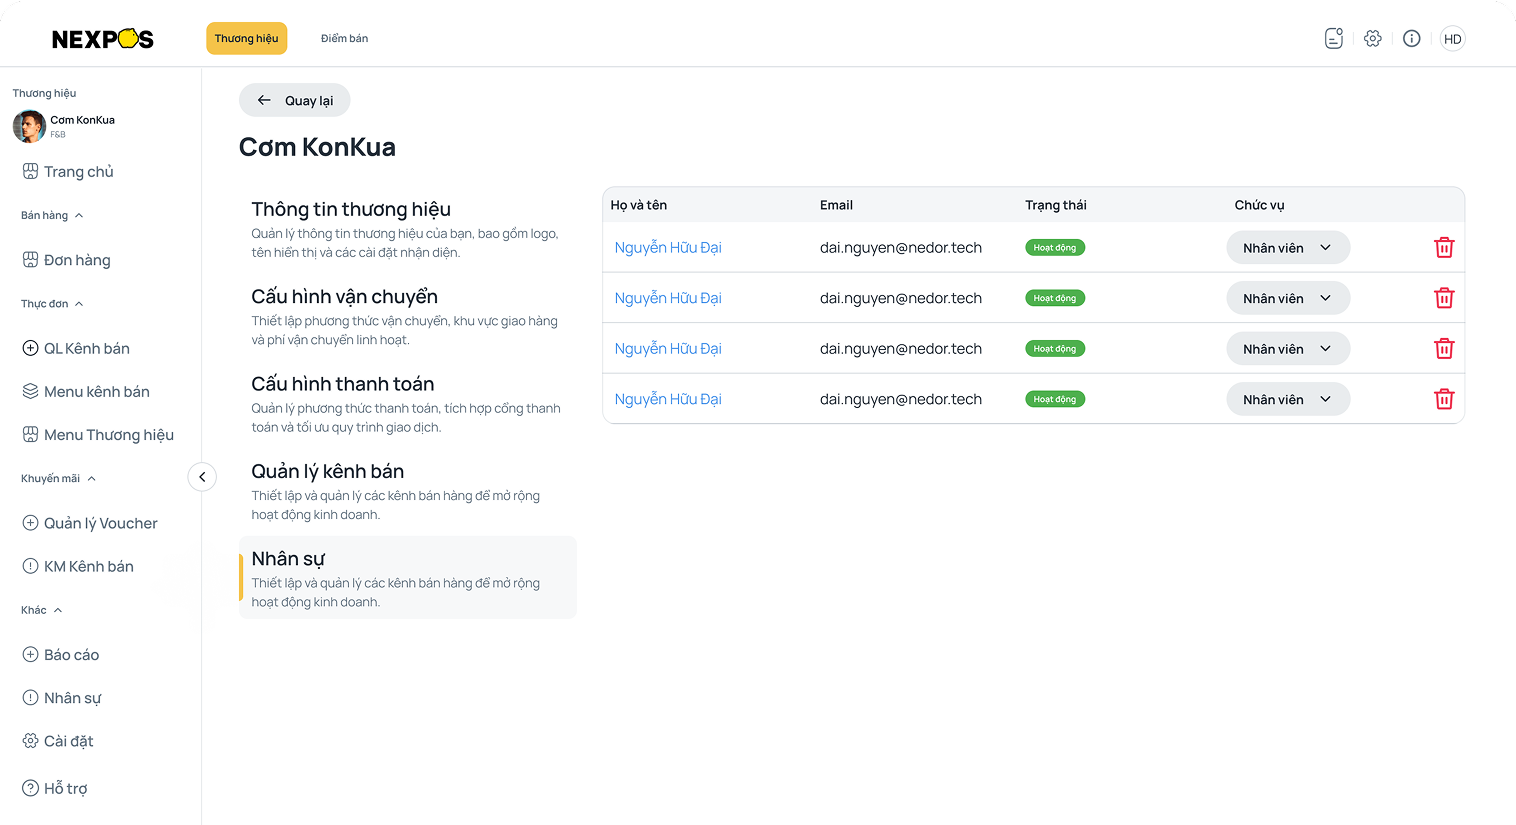 NEXPOS
Thương hiệu
Điểm bán
HD
Thương hiệu
Cơm KonKua
F&B
Trang chủ
Bán hàng
Đơn hàng
Thực đơn
QL Kênh bán
Menu kênh bán
Menu Thương hiệu
Khuyến mãi
Quản lý Voucher
KM Kênh bán
Khác
Báo cáo
Nhân sự
Cài đặt
Hỗ trợ
Quay lại
Cơm KonKua
Thông tin thương hiệu
Quản lý thông tin thương hiệu của bạn, bao gồm logo,
tên hiển thị và các cài đặt nhận diện.
Cấu hình vận chuyển
Thiết lập phương thức vận chuyển, khu vực giao hàng
và phí vận chuyển linh hoạt.
Cấu hình thanh toán
Quản lý phương thức thanh toán, tích hợp cổng thanh
toán và tối ưu quy trình giao dịch.
Quản lý kênh bán
Thiết lập và quản lý các kênh bán hàng để mở rộng
hoạt động kinh doanh.
Nhân sự
Thiết lập và quản lý các kênh bán hàng để mở rộng
hoạt động kinh doanh.
Họ và tên Email Trạng thái Chức vụ
Nguyễn Hữu Đại dai.nguyen@nedor.tech Hoạt động Nhân viên
Nguyễn Hữu Đại dai.nguyen@nedor.tech Hoạt động Nhân viên
Nguyễn Hữu Đại dai.nguyen@nedor.tech Hoạt động Nhân viên
Nguyễn Hữu Đại dai.nguyen@nedor.tech Hoạt động Nhân viên